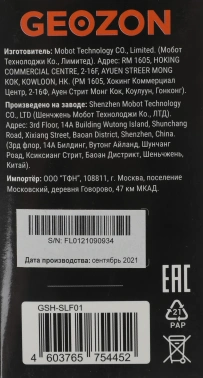 GEOZON
Изготовитель: Mobot Technology CO., Limited. (Мобот
Технолоджи Ко., Лимитед). Адрес: RM 1605, HOKING
COMMERCIAL CENTRE, 2-16F, AYUEN STREER MONG
KOK, KOWLOON, HK. (РМ 1605, Хокинг Коммершиал
Центр, 2-16Ф, Ауен Стрит Монг Кок, Коулун, Гонконг).
Произведено на заводе: Shenzhen Mobot Technology
CO., LTD (Шенчжень Мобот Технолоджи Ко., ЛТД).
Адрес: 3rd Floor, 14A Building Wutong Island, Shunchang
Road, Xixiang Street, Baoan District, Shenzhen, China.
(3рд флор, 14А Билдинг, Вутонг Айланд, Шунчанг
Роуд, Ксиксианг Стрит, Баоан Дистрикт, Шеньчжень,
Китай).
Импортёр: ООО "ТФН", 108811, г. Москва, поселение
Московский, деревня Говорово, 47 км МКАД.
S/N: FL0121090934
Дата производства: сентябрь 2021
EAC
21
PAP
GSH-SLF01
4 603765 754452